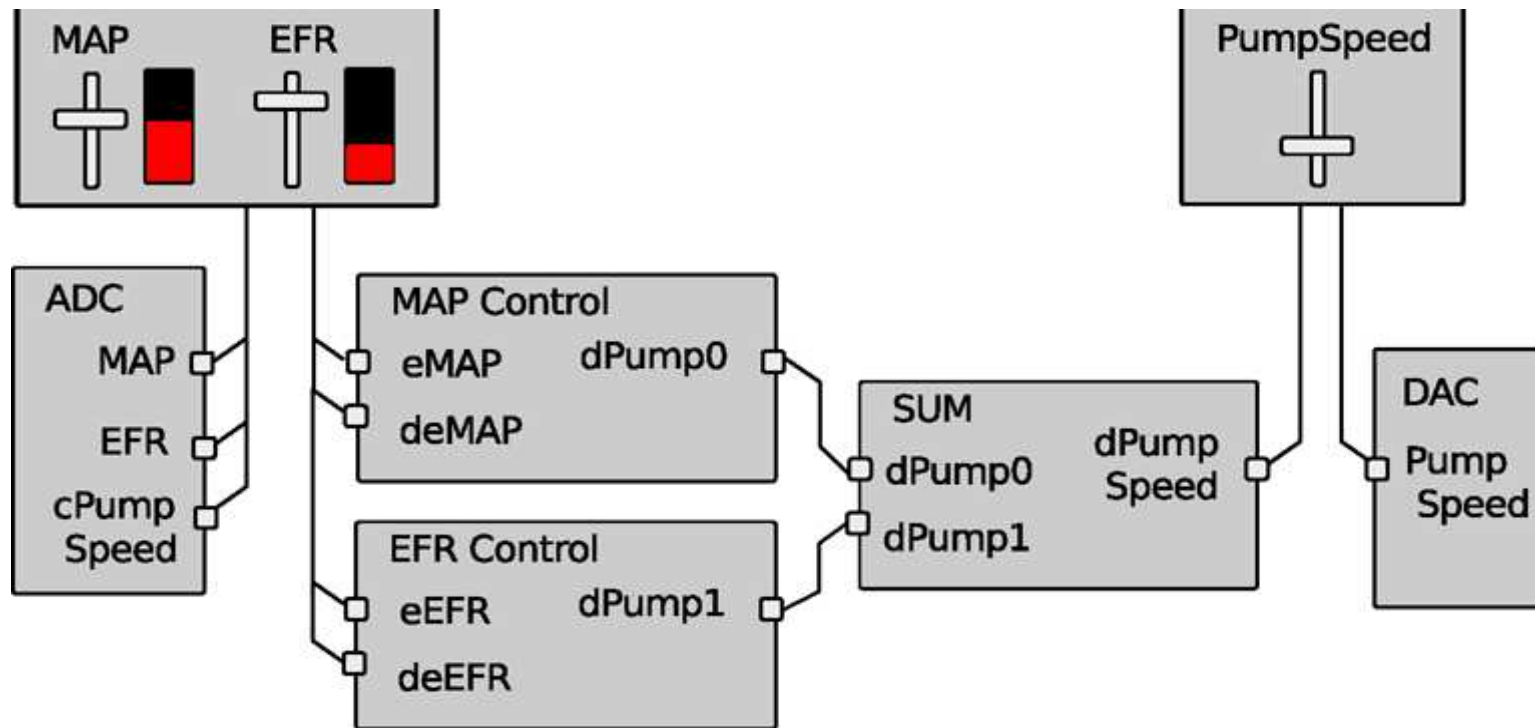 MAP
EFR
PumpSpeed
ADC
MAP
EFR
cPump
Speed
MAP Control
eMAP
dPump0
deMAP
EFR Control
eEFR
dPump1
deEFR
SUM
dPump0
dPump1
dPump
Speed
DAC
Pump
Speed